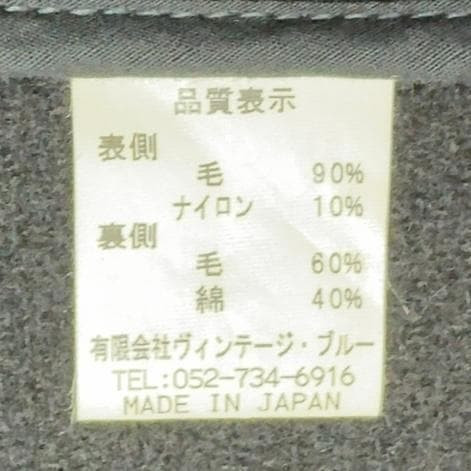 品質表示
表側
毛 90%
ナイロン 10%
裏側
毛 60%
綿 40%
有限会社ヴィンテージ・ブルー
TEL:052-734-6916
MADE IN JAPAN